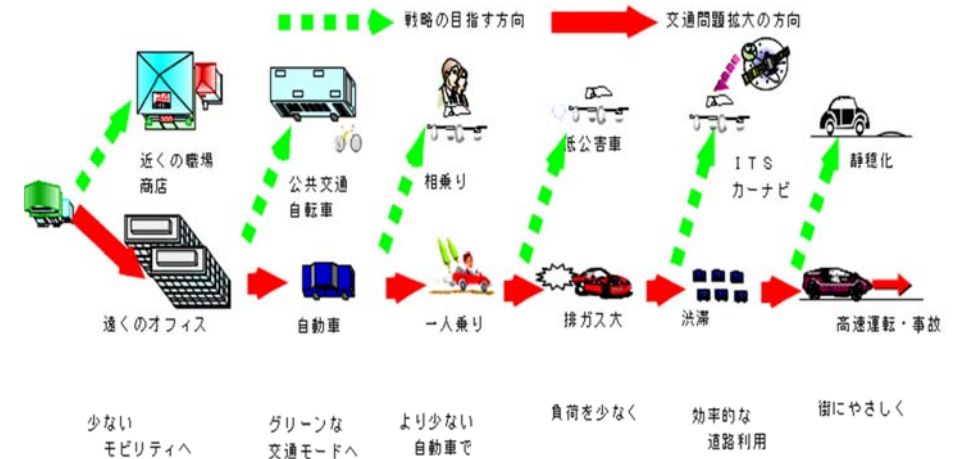 戦略の目指す方向
交通問題拡大の方向
近くの職場
商店
公共交通
自転車
相乗り
低公害車
ITS
カーナビ
静穏化
遠くのオフィス
自動車
一人乗り
排ガス大
渋滞
高速運転・事故
少ない
モビリティへ
グリーンな
交通モードへ
より少ない
自動車で
負荷を少なく
効率的な
道路利用
街にやさしく